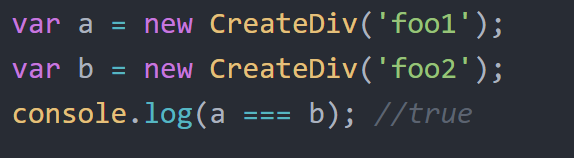 var a = new CreateDiv('foo1');
var b = new CreateDiv('foo2');
console.log(a === b); //true